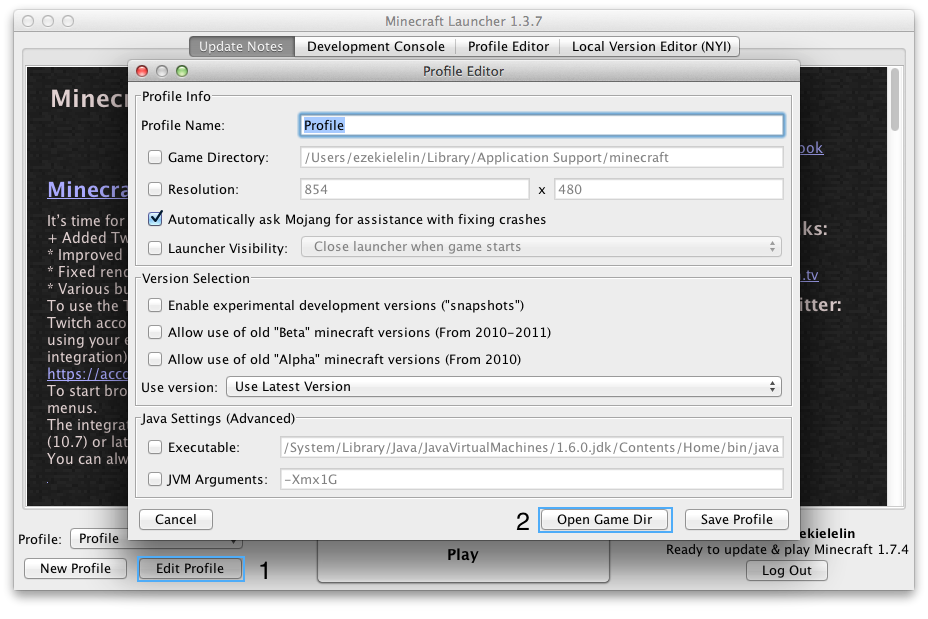 Minecraft Launcher 1.3.7
Update Notes Development Console Profile Editor Local Version Editor (NYI)
Profile Editor
Profile Info
Profile Name: Profile
Game Directory: /Users/ezekielelin/Library/Application Support/minecraft
Resolution: 854 x 480
Automatically ask Mojang for assistance with fixing crashes
Launcher Visibility: Close launcher when game starts
Version Selection
Enable experimental development versions ("snapshots")
Allow use of old "Beta" minecraft versions (From 2010-2011)
Allow use of old "Alpha" minecraft versions (From 2010)
Use version: Use Latest Version
Java Settings (Advanced)
Executable: /System/Library/Java/JavaVirtualMachines/1.6.0.jdk/Contents/Home/bin/java
JVM Arguments: -Xmx1G
Cancel 2 Open Game Dir Save Profile
Minecr
Minecra
It's time for
+ Added Tw
* Improved
* Fixed rend
* Various bu
To use the T
Twitch acco
using your e
integration)
https://acco
To start bro
menus.
The integrat
(10.7) or lat
You can alw
.
ook
ks:
.tv
itter:
Profile: Profile
New Profile Edit Profile 1
Play
ekielelin
Ready to update & play Minecraft 1.7.4
Log Out